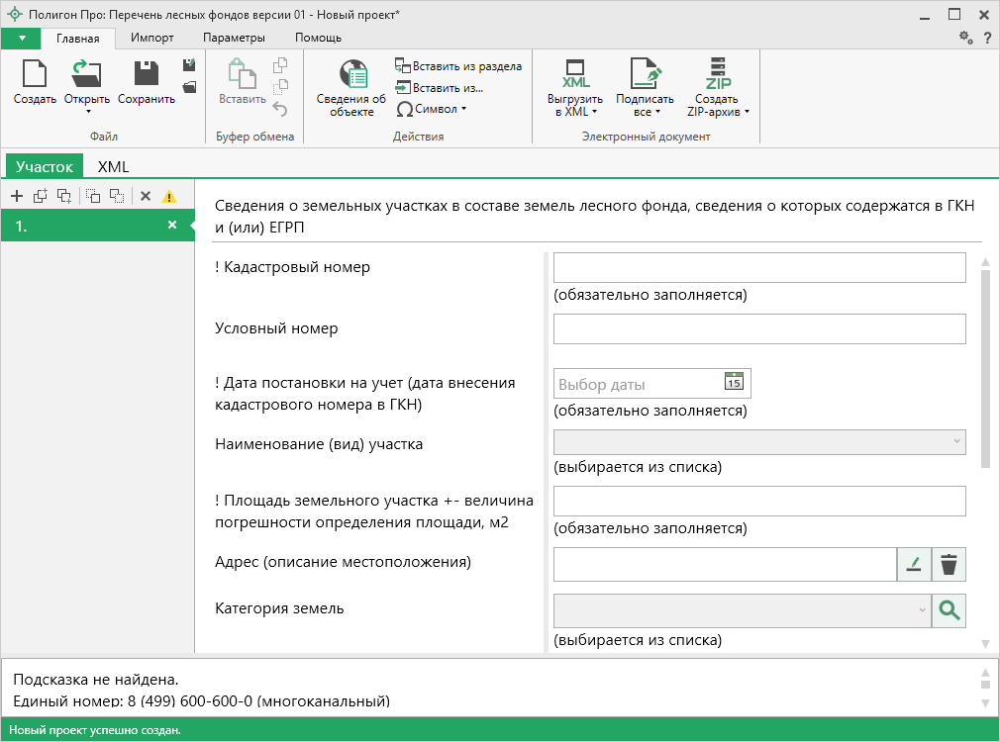 Полигон Про: Перечень лесных фондов версии 01 - Новый проект*
Главная Импорт Параметры Помощь ?
Создать Открыть Сохранить Вставить Сведения об объекте Вставить из раздела
Вставить из...
Символ
XML Выгрузить в XML Подписать все ZIP Создать ZIP-архив
Файл Буфер обмена Действия Электронный документ
Участок XML
1.
Сведения о земельных участках в составе земель лесного фонда, сведения о которых содержатся в ГКН
и (или) ЕГРП
! Кадастровый номер
(обязательно заполняется)
Условный номер
! Дата постановки на учет (дата внесения
кадастрового номера в ГКН)
Выбор даты 15
(обязательно заполняется)
Наименование (вид) участка
(выбирается из списка)
! Площадь земельного участка +- величина
погрешности определения площади, м2
(обязательно заполняется)
Адрес (описание местоположения)
Категория земель
(выбирается из списка)
Подсказка не найдена.
Единый номер: 8 (499) 600-600-0 (многоканальный)
Новый проект успешно создан.